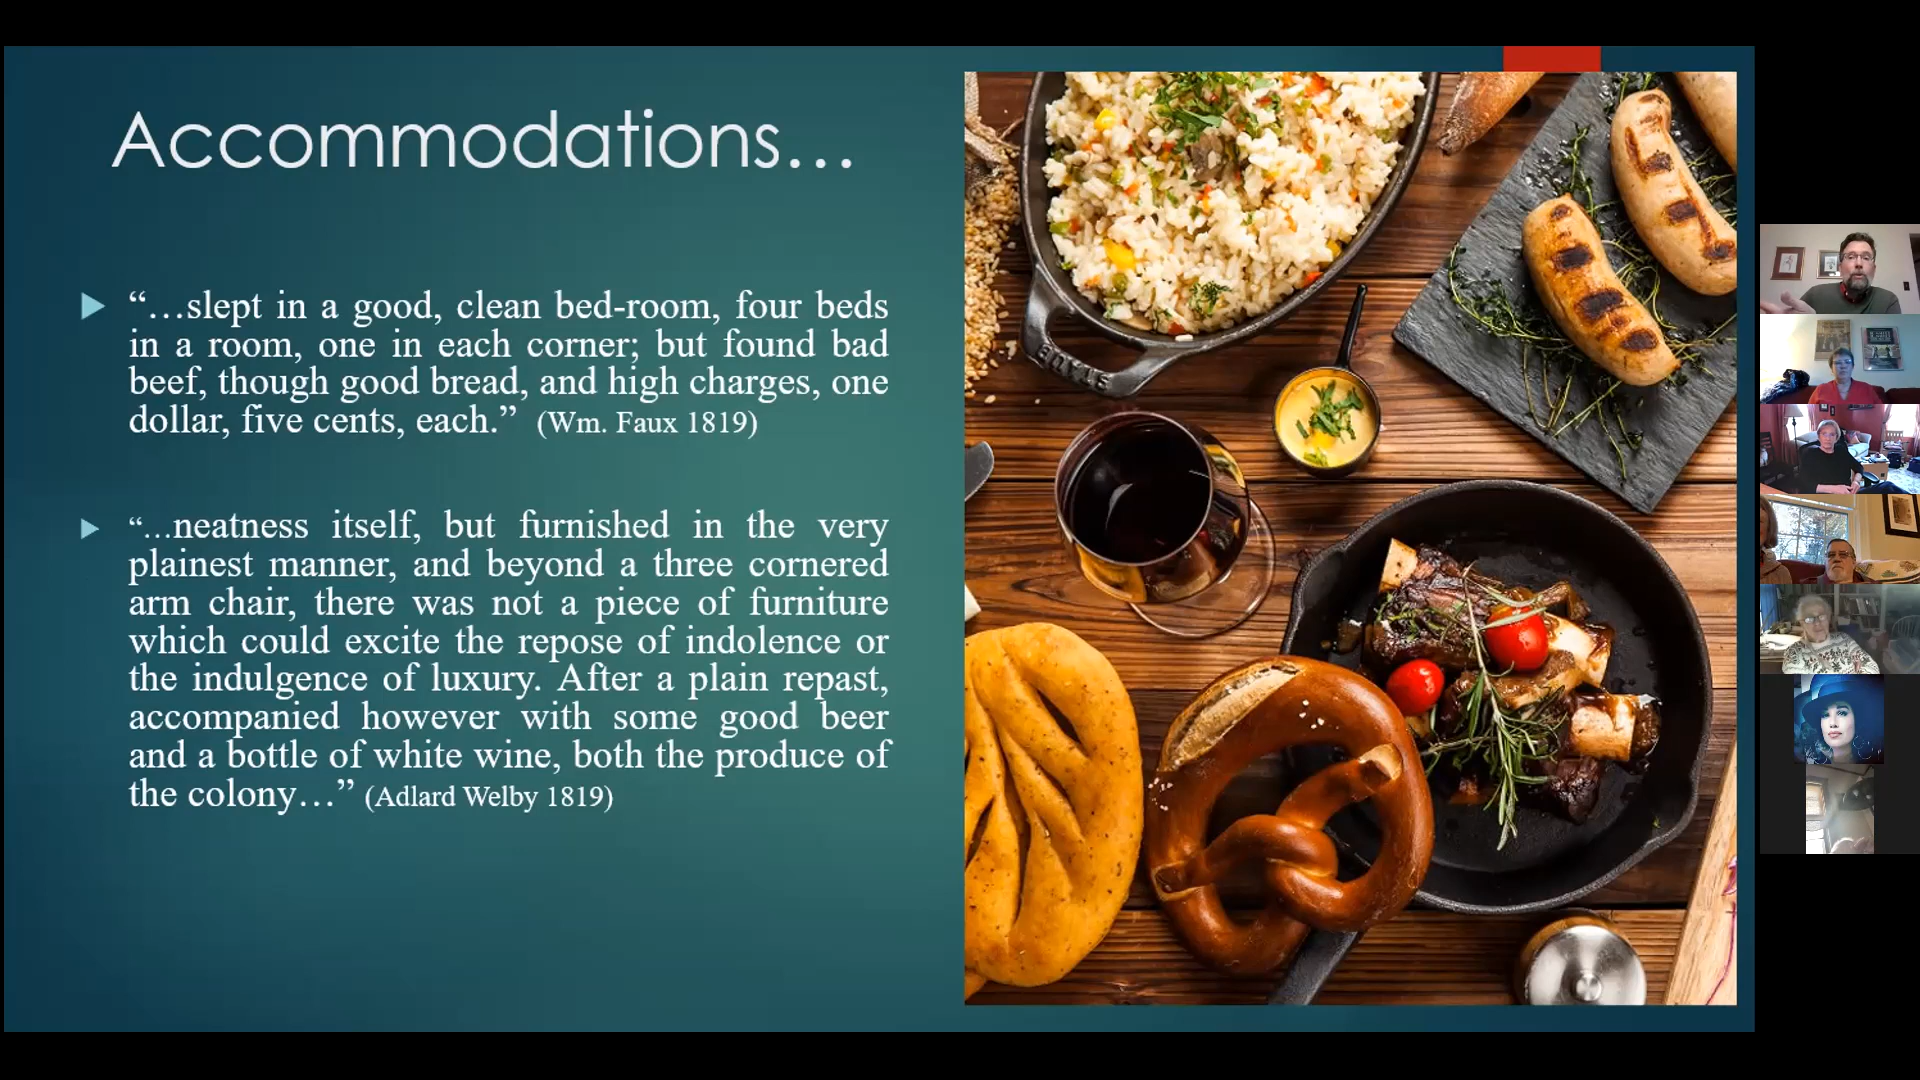 Accommodations...
“...slept in a good, clean bed-room, four beds
in a room, one in each corner; but found bad
beef, though good bread, and high charges, one
dollar, five cents, each.” (Wm. Faux 1819)
“...neatness itself, but furnished in the very
plainest manner, and beyond a three cornered
arm chair, there was not a piece of furniture
which could excite the repose of indolence or
the indulgence of luxury. After a plain repast,
accompanied however with some good beer
and a bottle of white wine, both the produce of
the colony...” (Adlard Welby 1819)